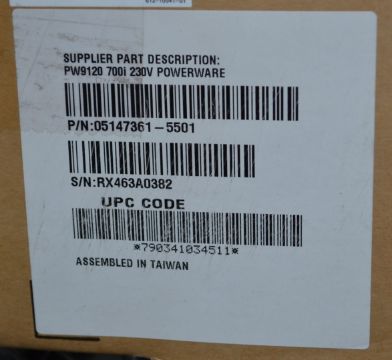 SUPPLIER PART DESCRIPTION:
PW9120 700i 230V POWERWARE
P/N:05147361-5501
S/N:RX463A0382
UPC CODE
*790341034511*
ASSEMBLED IN TAIWAN